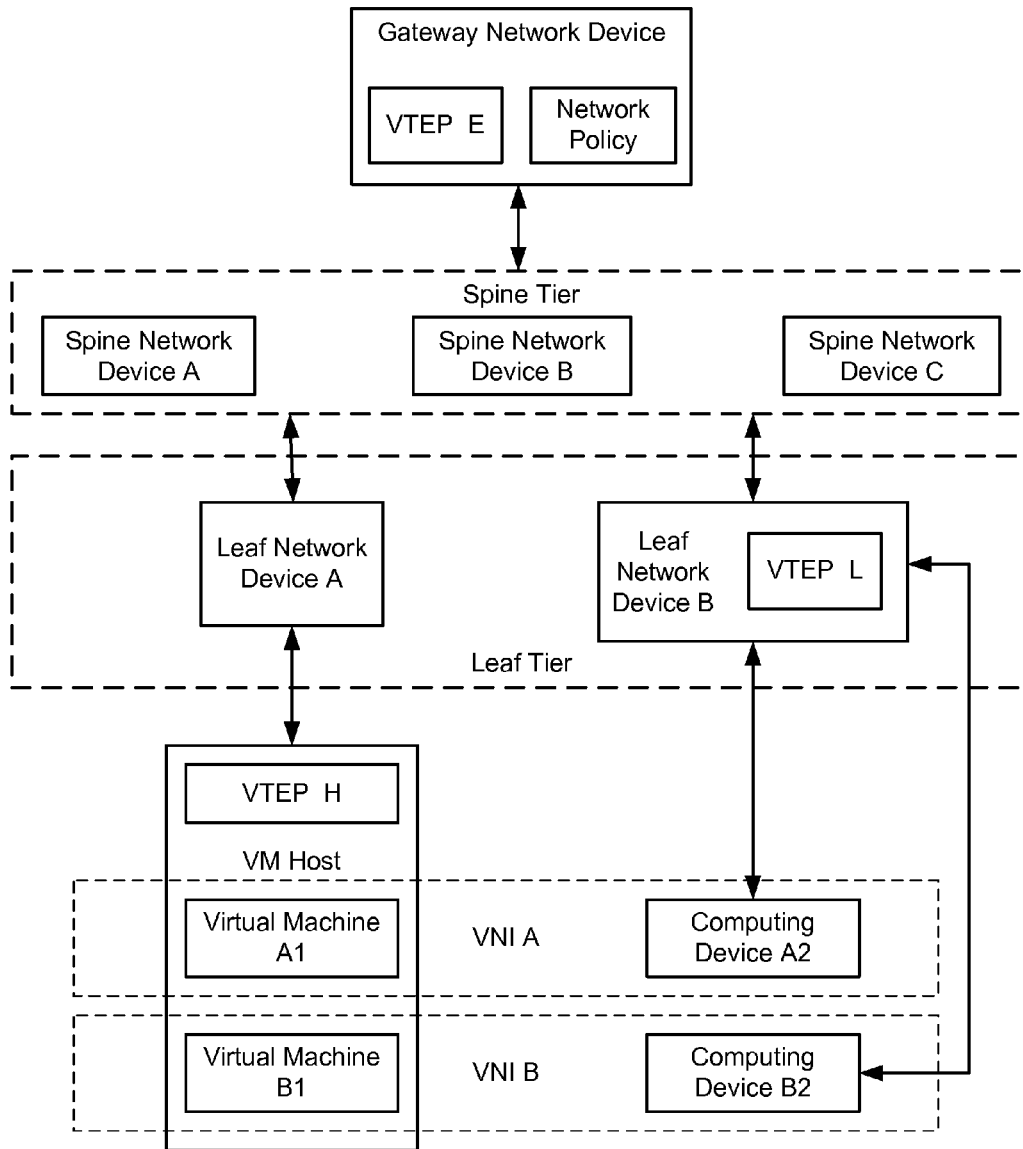 Gateway Network Device
VTEP E
Network
Policy
Spine Tier
Spine Network
Device A
Spine Network
Device B
Spine Network
Device C
Leaf Network
Device A
Leaf
Network
Device B
VTEP L
Leaf Tier
VTEP H
VM Host
Virtual Machine
A1
VNI A
Computing
Device A2
Virtual Machine
B1
VNI B
Computing
Device B2